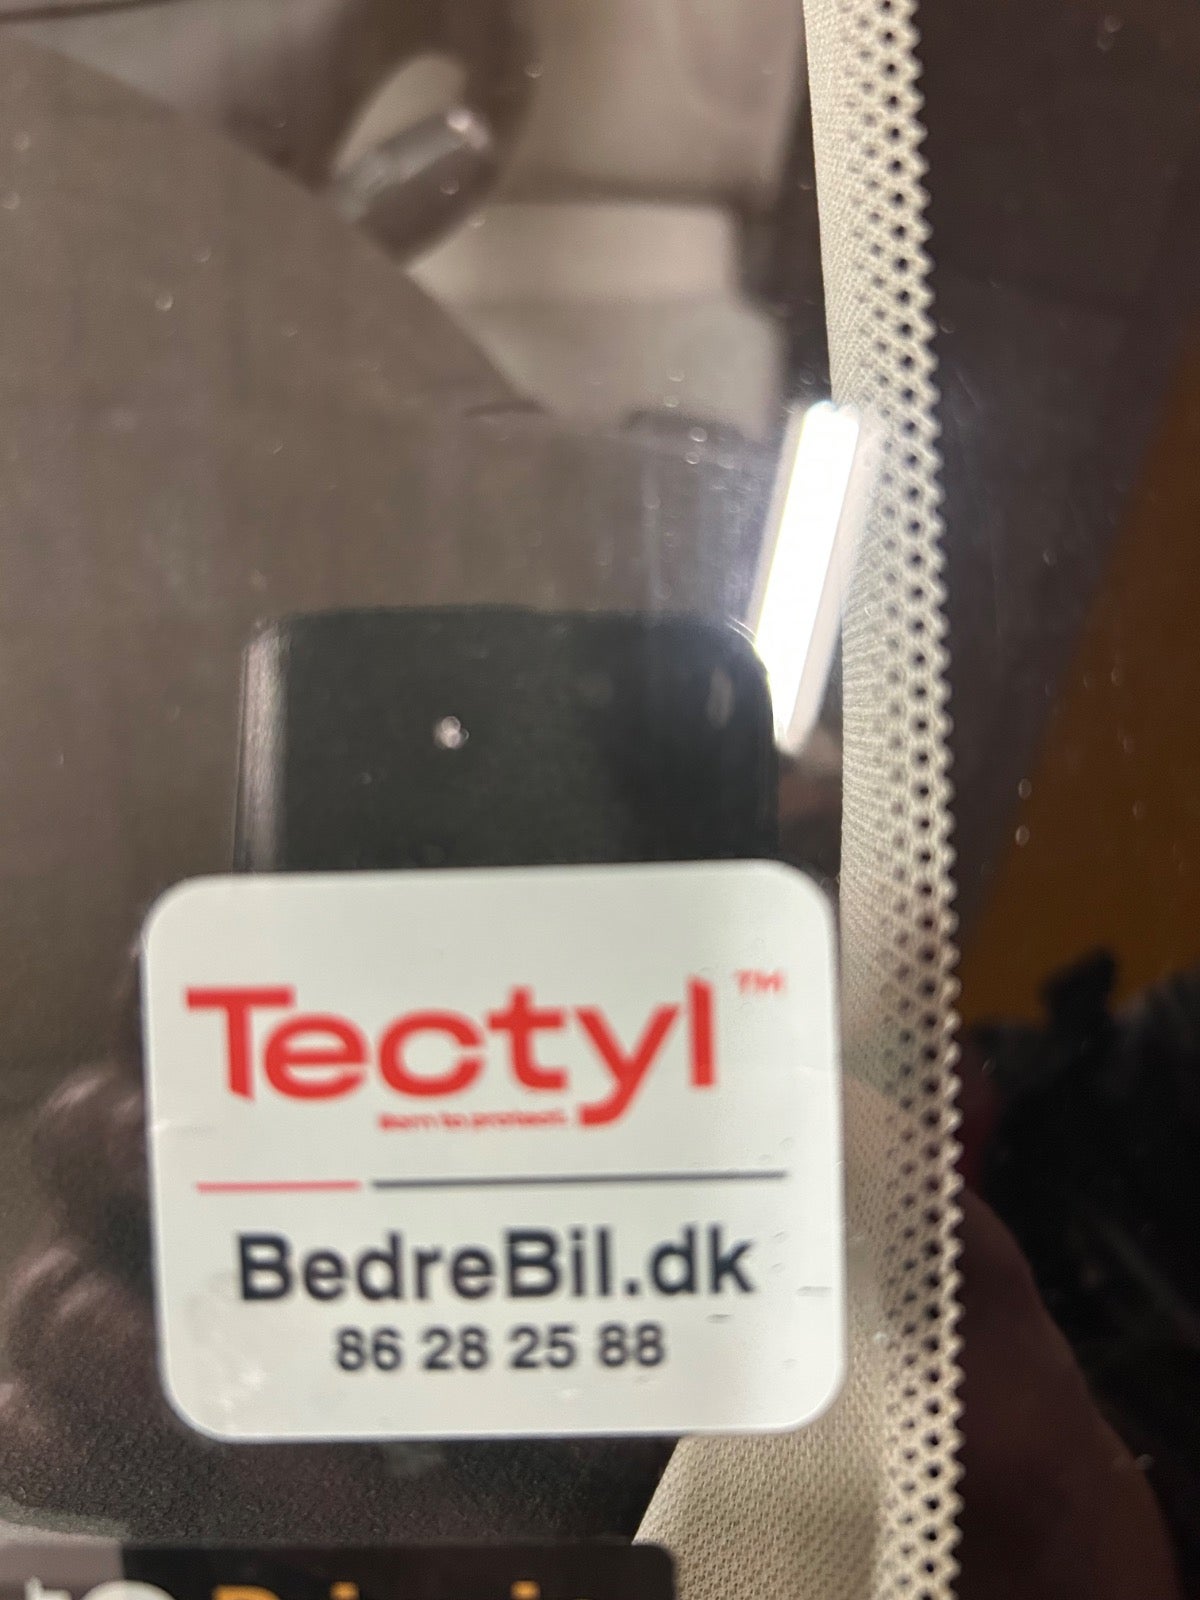 Tectyl™
Born to protect.
BedreBil.dk
86 28 25 88